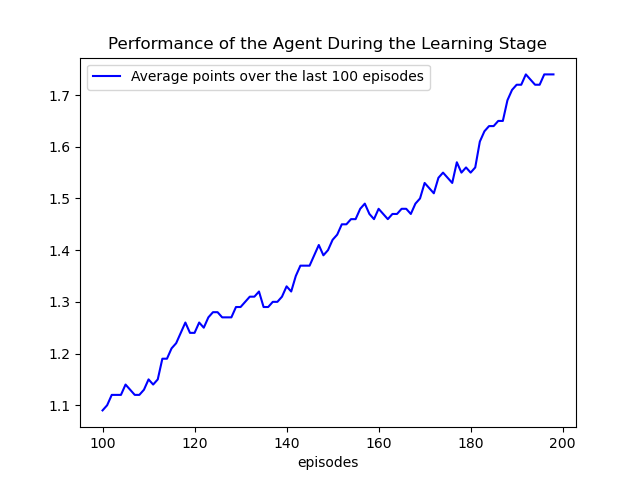 Performance of the Agent During the Learning Stage
Average points over the last 100 episodes
1.7
1.6
1.5
1.4
1.3
1.2
1.1
100 120 140 160 180 200
episodes